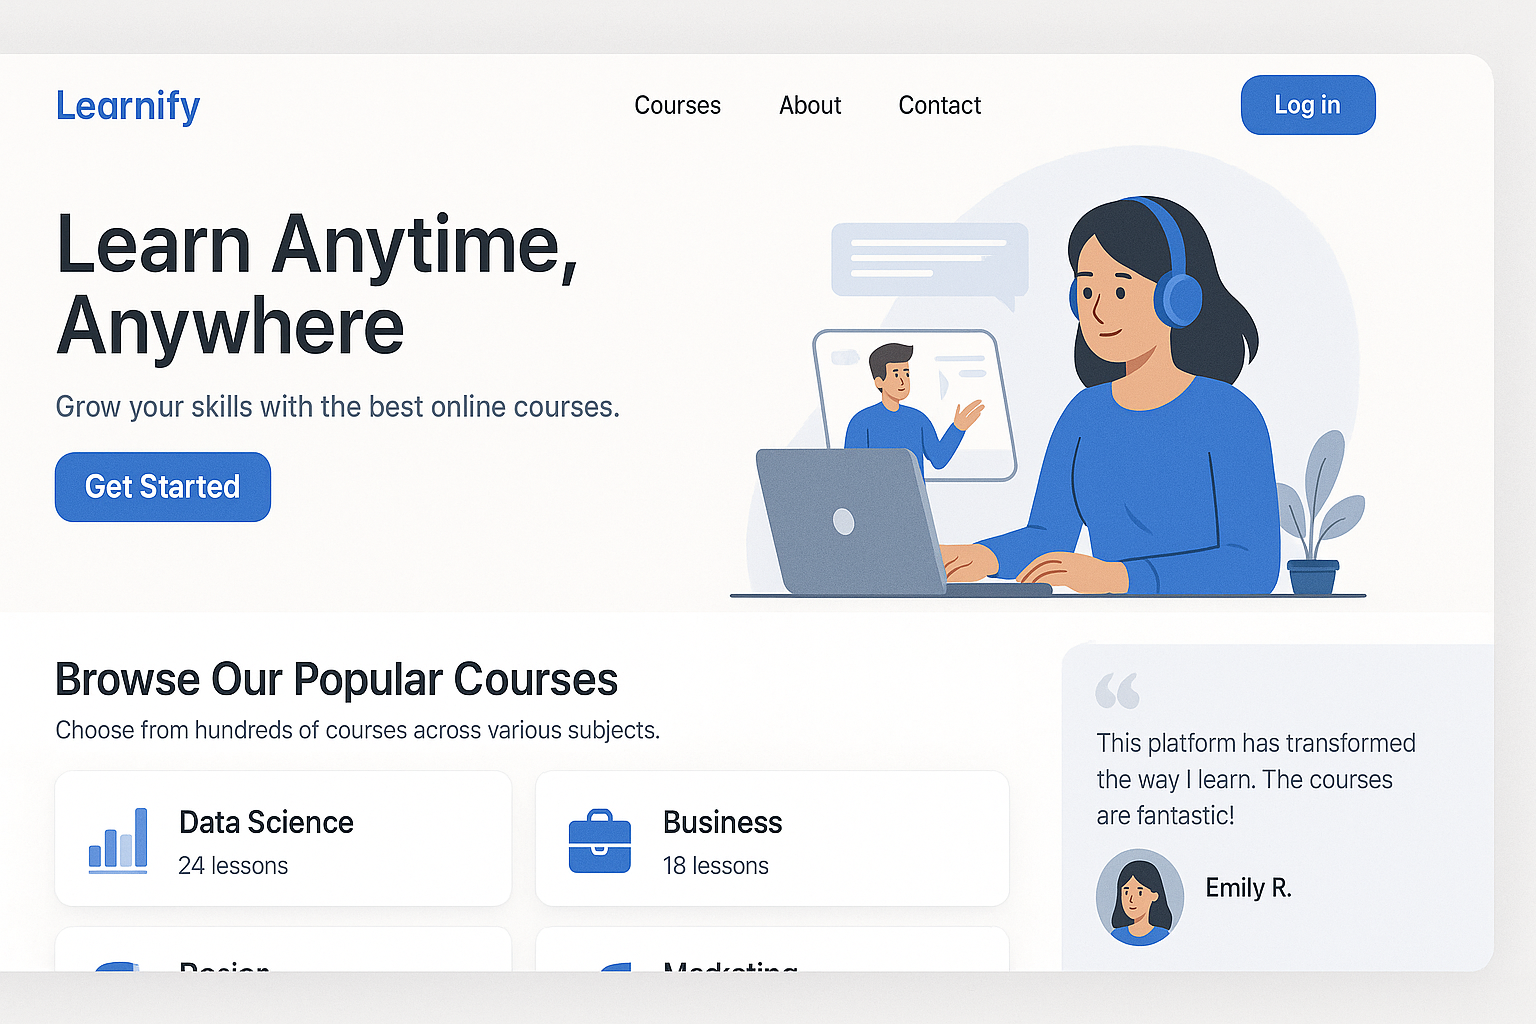 Learnify
Courses
About
Contact
Log in
Learn Anytime,
Anywhere
Grow your skills with the best online courses.
Get Started
Browse Our Popular Courses
Choose from hundreds of courses across various subjects.
Data Science
24 lessons
Business
18 lessons
Design
Marketing
“
This platform has transformed
the way I learn. The courses
are fantastic!
Emily R.